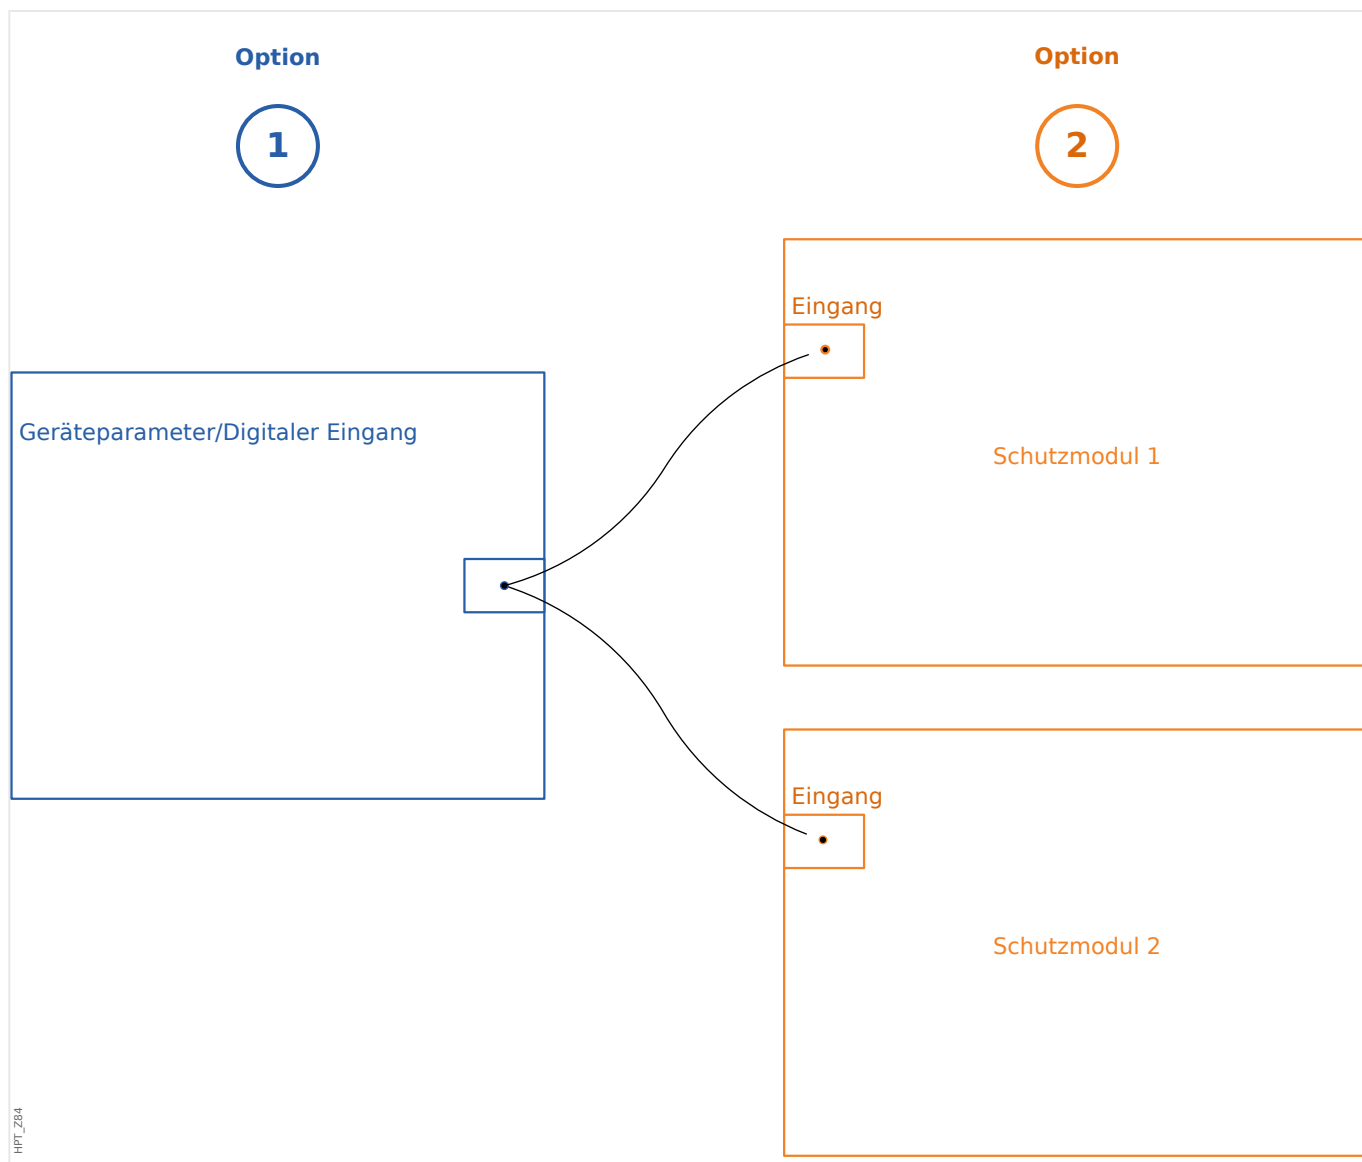 Option
1
Option
2
Geräteparameter/Digitaler Eingang
Eingang
Schutzmodul 1
Eingang
Schutzmodul 2
HPT_Z84